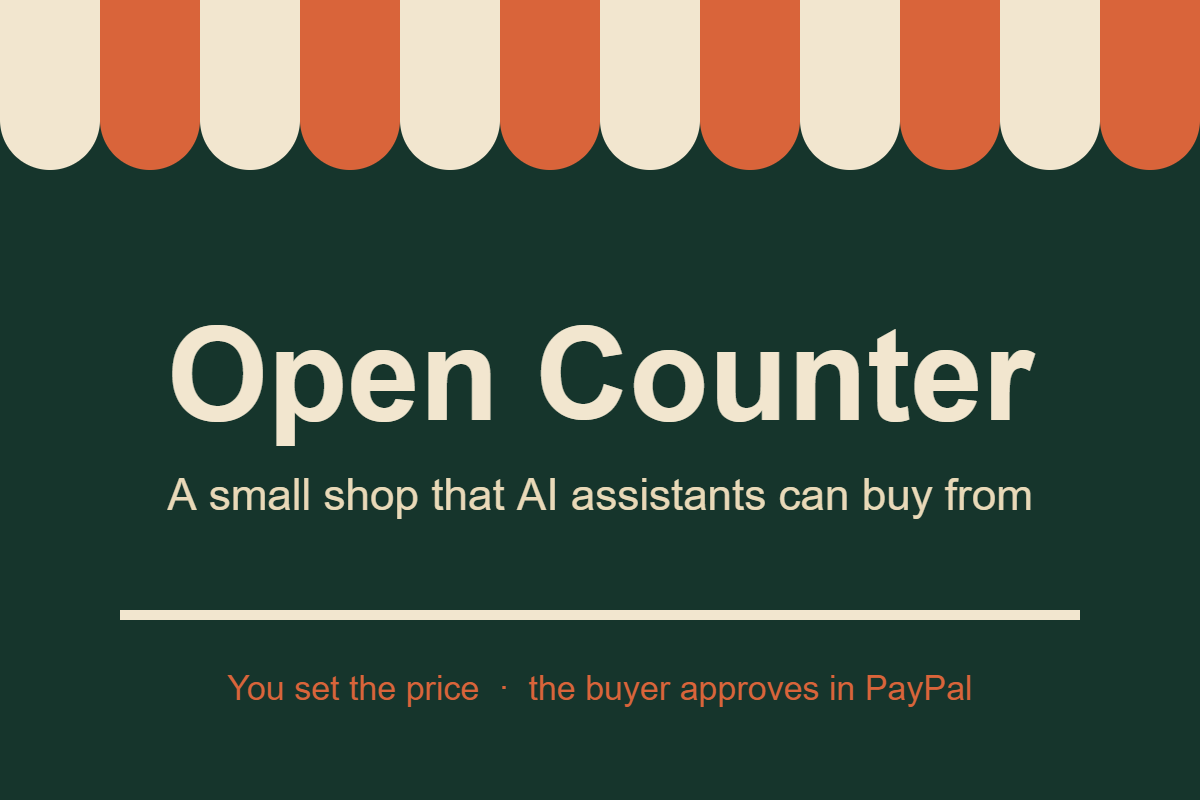 Open Counter
A small shop that AI assistants can buy from
You set the price · the buyer approves in PayPal